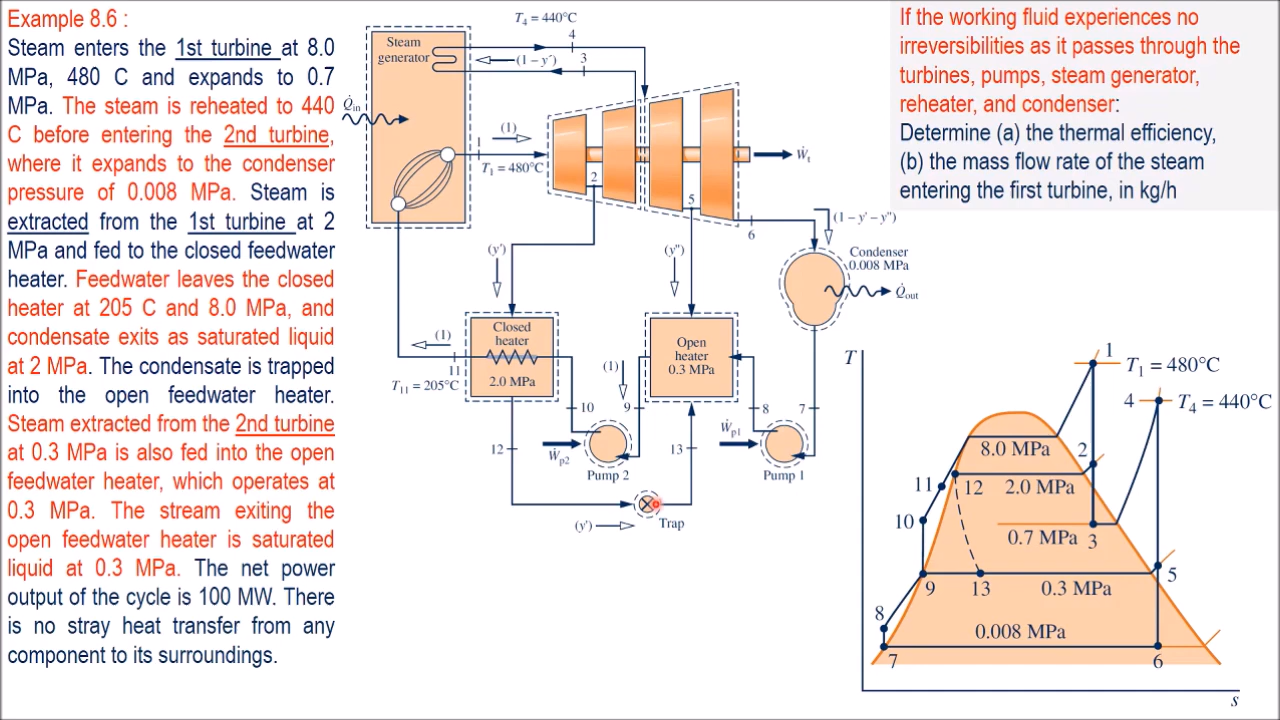 Example 8.6 :
Steam enters the 1st turbine at 8.0
MPa, 480 C and expands to 0.7
MPa. The steam is reheated to 440
C before entering the 2nd turbine,
where it expands to the condenser
pressure of 0.008 MPa. Steam is
extracted from the 1st turbine at 2
MPa and fed to the closed feedwater
heater. Feedwater leaves the closed
heater at 205 C and 8.0 MPa, and
condensate exits as saturated liquid
at 2 MPa. The condensate is trapped
into the open feedwater heater.
Steam extracted from the 2nd turbine
at 0.3 MPa is also fed into the open
feedwater heater, which operates at
0.3 MPa. The stream exiting the
open feedwater heater is saturated
liquid at 0.3 MPa. The net power
output of the cycle is 100 MW. There
is no stray heat transfer from any
component to its surroundings.
T₄ = 440°C
4
Steam
generator
(1 – y′)
3
Q̇in
(1)
T₁ = 480°C
Ẇt
2
5
6
(1 – y′ – y″)
(y′)
(y″)
Condenser
0.008 MPa
Q̇out
Closed
heater
2.0 MPa
(1)
11
T₁₁ = 205°C
Open
heater
0.3 MPa
(1)
10
9
8
7
12
Ẇp2
Pump 2
13
Ẇp1
Pump 1
(y′)
Trap
If the working fluid experiences no
irreversibilities as it passes through the
turbines, pumps, steam generator,
reheater, and condenser:
Determine (a) the thermal efficiency,
(b) the mass flow rate of the steam
entering the first turbine, in kg/h
T
1
T₁ = 480°C
4
T₄ = 440°C
8.0 MPa
2
11
12
2.0 MPa
10
0.7 MPa
3
9
13
0.3 MPa
5
8
0.008 MPa
7
6
s